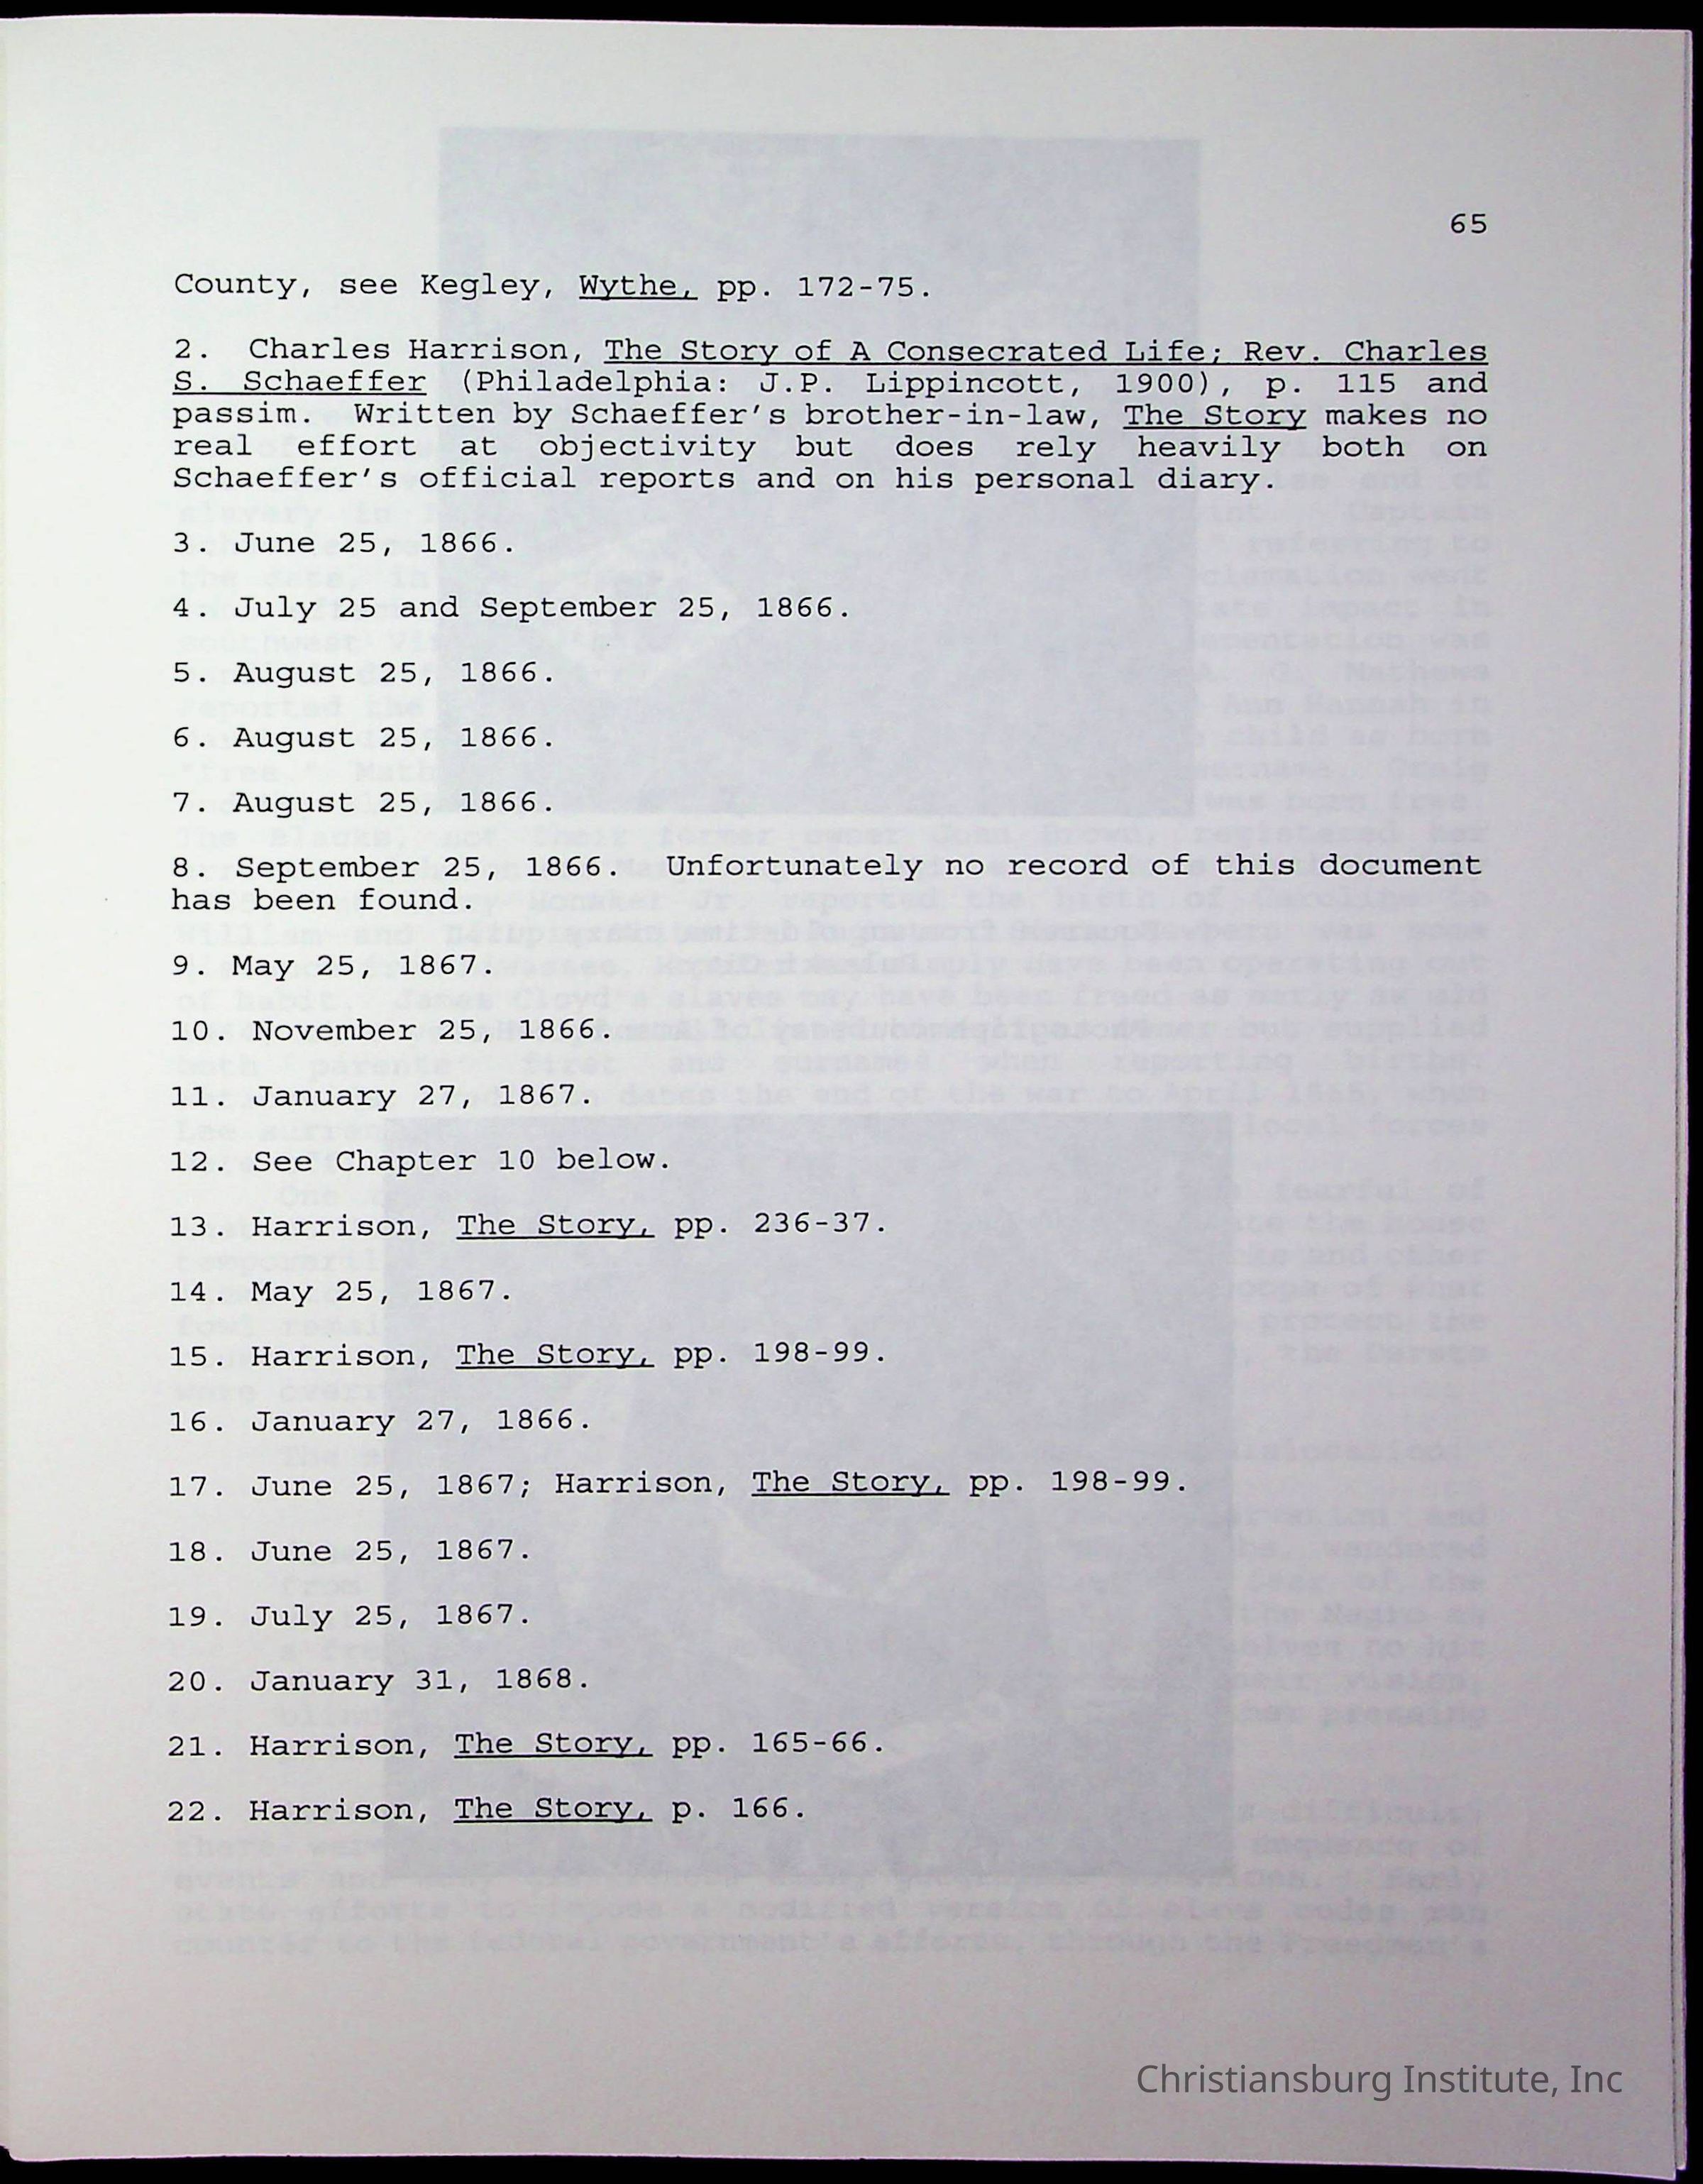 65
County, see Kegley, Wythe, pp. 172-75.
2. Charles Harrison, The Story of A Consecrated Life; Rev. Charles
S. Schaeffer (Philadelphia: J.P. Lippincott, 1900), p. 115 and
passim. Written by Schaeffer's brother-in-law, The Story makes no
real effort at objectivity but does rely heavily both on
Schaeffer's official reports and on his personal diary.
3. June 25, 1866.
4. July 25 and September 25, 1866.
5. August 25, 1866.
6. August 25, 1866.
7. August 25, 1866.
8. September 25, 1866. Unfortunately no record of this document
has been found.
9. May 25, 1867.
10. November 25, 1866.
11. January 27, 1867.
12. See Chapter 10 below.
13. Harrison, The Story, pp. 236-37.
14. May 25, 1867.
15. Harrison, The Story, pp. 198-99.
16. January 27, 1866.
17. June 25, 1867; Harrison, The Story, pp. 198-99.
18. June 25, 1867.
19. July 25, 1867.
20. January 31, 1868.
21. Harrison, The Story, pp. 165-66.
22. Harrison, The Story, p. 166.
Christiansburg Institute, Inc